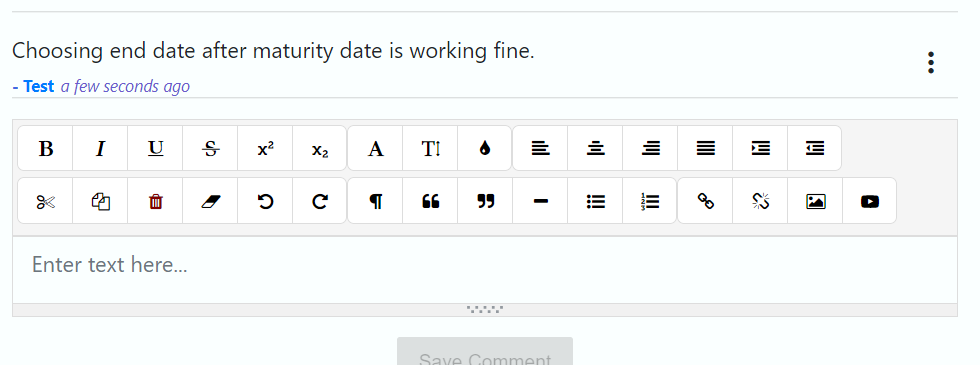 Choosing end date after maturity date is working fine.
- Test a few seconds ago
B I U S x² x₂ A T
Enter text here...
Save Comment